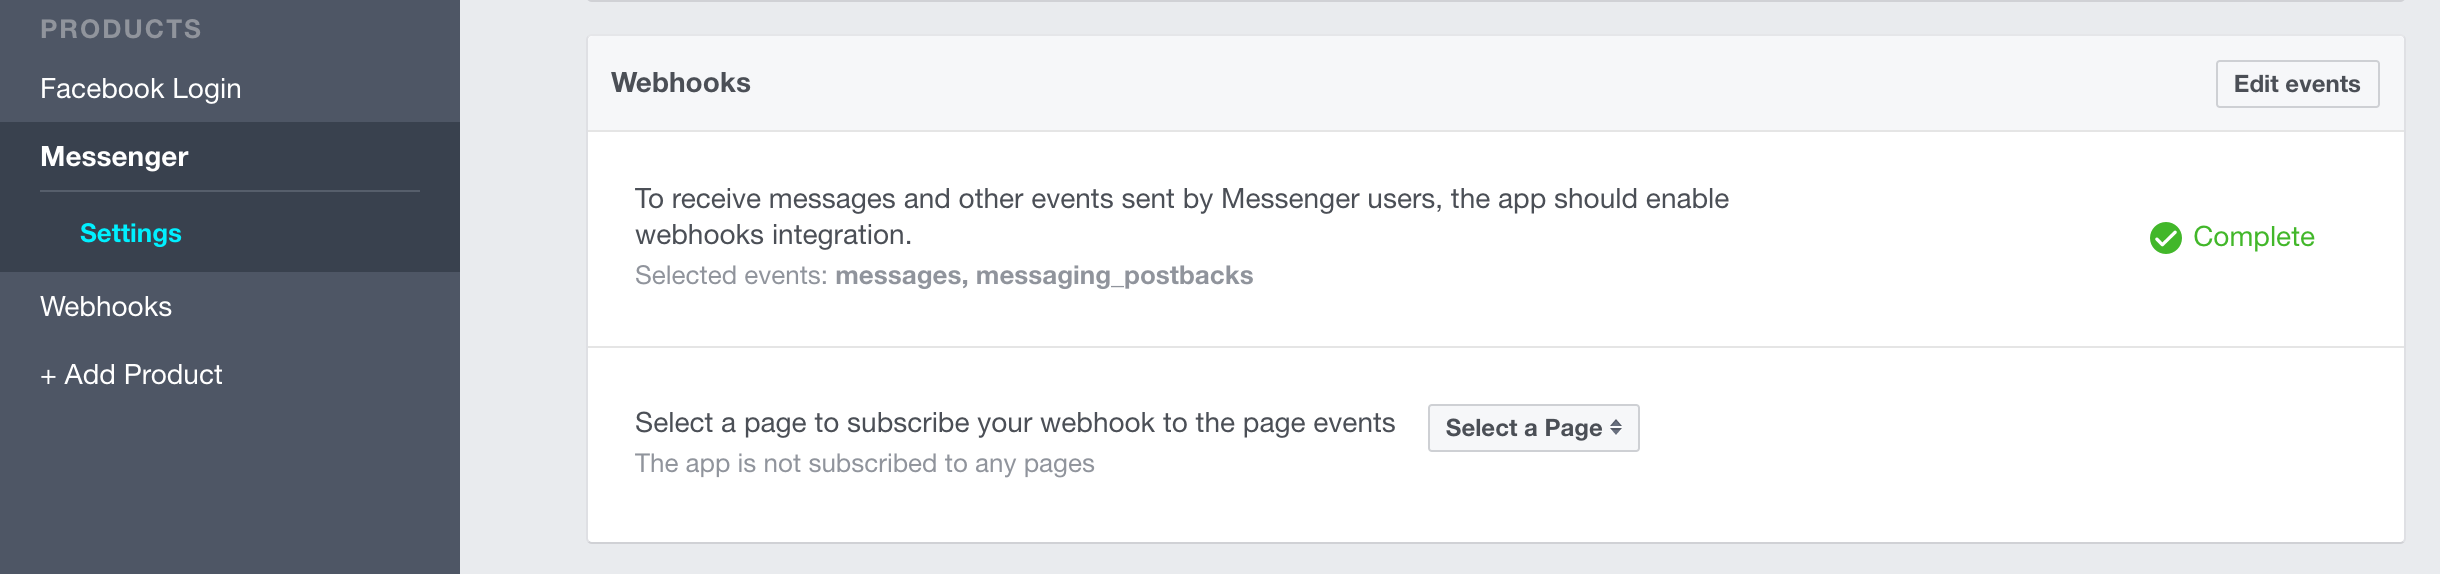 PRODUCTS
Facebook Login
Messenger
Settings
Webhooks
+ Add Product
Webhooks
Edit events
To receive messages and other events sent by Messenger users, the app should enable
webhooks integration.
Selected events: messages, messaging_postbacks
Complete
Select a page to subscribe your webhook to the page events
Select a Page
The app is not subscribed to any pages